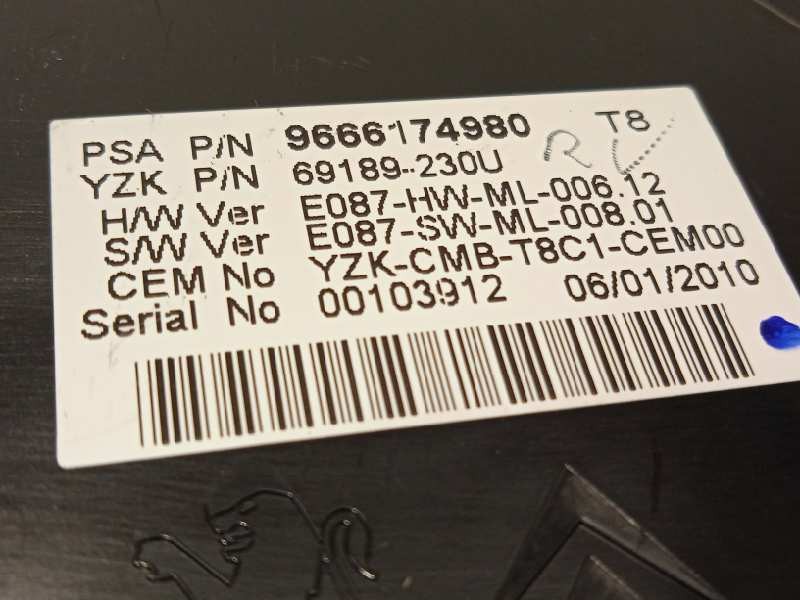 PSA P/N 9666174980 T8
YZK P/N 69189-230U R
H/W Ver E087-HW-ML-006.12
S/W Ver E087-SW-ML-008.01
CEM No YZK-CMB-T8C1-CEM00
Serial No 00103912 06/01/2010